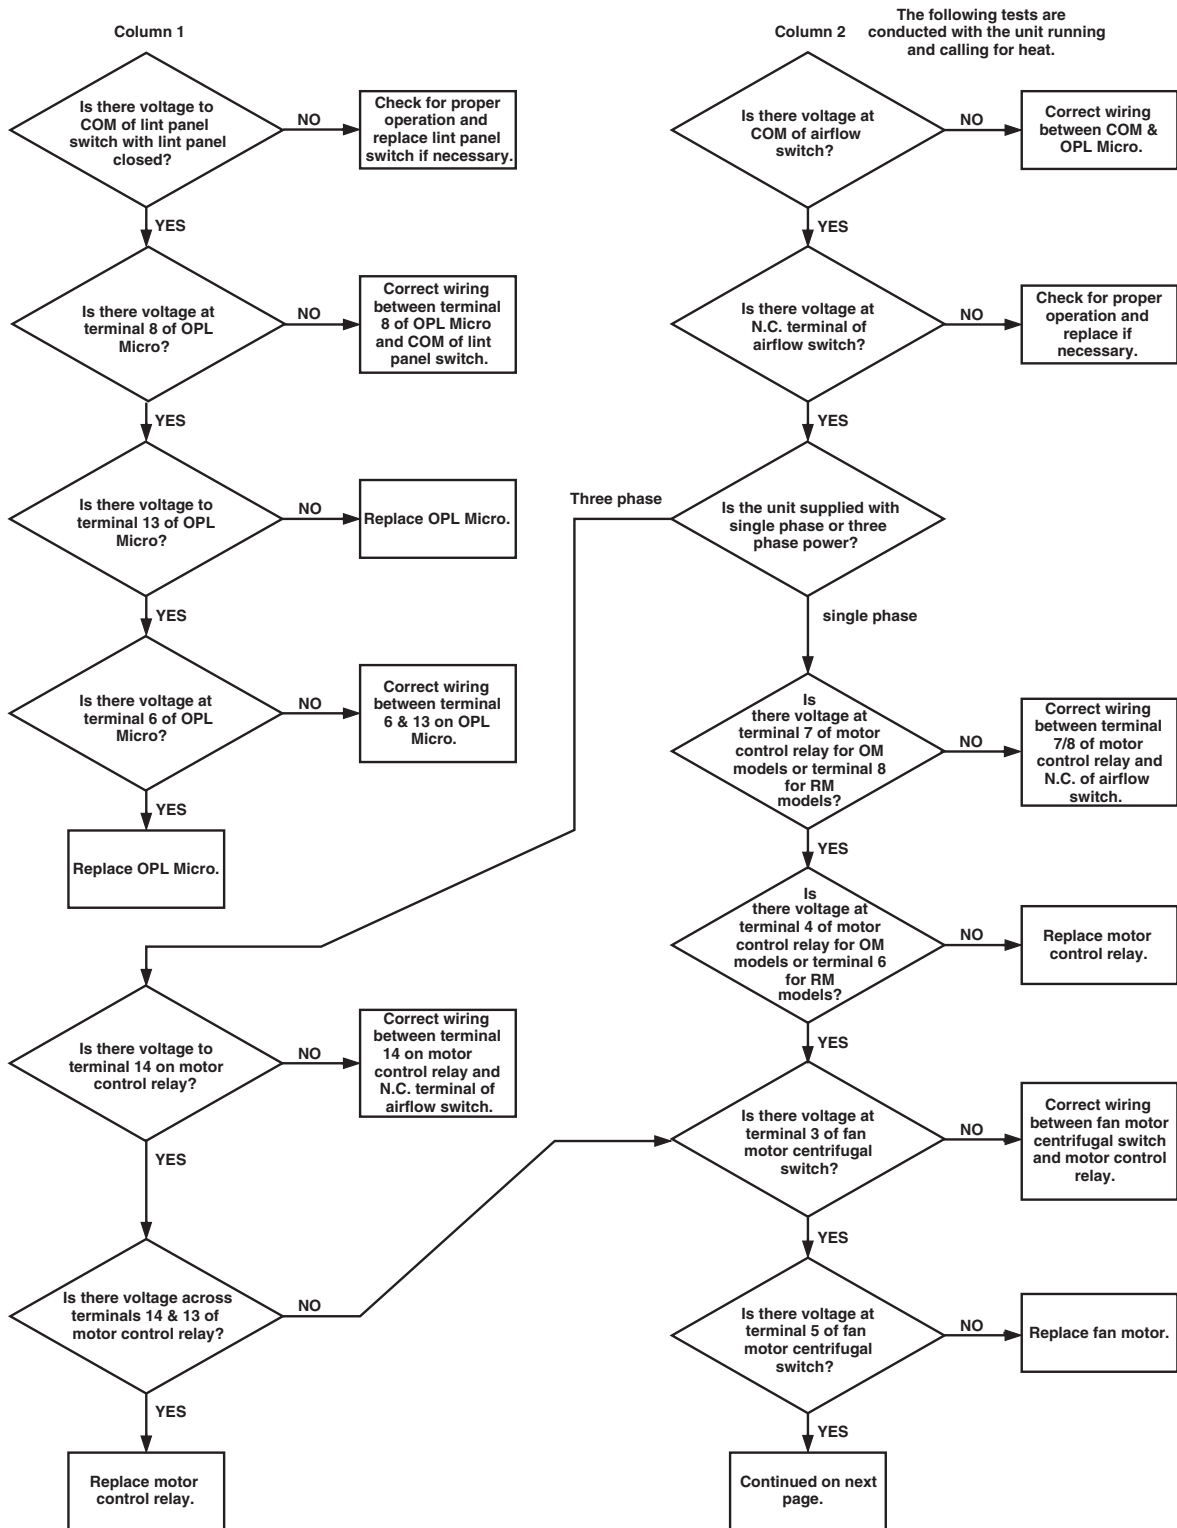 Column 1
Is there voltage to
COM of lint panel
switch with lint panel
closed?
NO
Check for proper
operation and
replace lint panel
switch if necessary.
YES
Is there voltage at
terminal 8 of OPL
Micro?
NO
Correct wiring
between terminal
8 of OPL Micro
and COM of lint
panel switch.
YES
Is there voltage to
terminal 13 of OPL
Micro?
NO
Replace OPL Micro.
YES
Is there voltage at
terminal 6 of OPL
Micro?
NO
Correct wiring
between terminal
6 & 13 on OPL
Micro.
YES
Replace OPL Micro.
Is there voltage to
terminal 14 on motor
control relay?
NO
Correct wiring
between terminal
14 on motor
control relay and
N.C. terminal of
airflow switch.
YES
Is there voltage across
terminals 14 & 13 of
motor control relay?
NO
YES
Replace motor
control relay.
Column 2
The following tests are
conducted with the unit running
and calling for heat.
Is there voltage at
COM of airflow
switch?
NO
Correct wiring
between COM &
OPL Micro.
YES
Is there voltage at
N.C. terminal of
airflow switch?
NO
Check for proper
operation and
replace if
necessary.
YES
Three phase
Is the unit supplied with
single phase or three
phase power?
single phase
Is
there voltage at
terminal 7 of motor
control relay for OM
models or terminal 8
for RM
models?
NO
Correct wiring
between terminal
7/8 of motor
control relay and
N.C. of airflow
switch.
YES
Is
there voltage at
terminal 4 of motor
control relay for OM
models or terminal 6
for RM
models?
NO
Replace motor
control relay.
YES
Is there voltage at
terminal 3 of fan
motor centrifugal
switch?
NO
Correct wiring
between fan motor
centrifugal switch
and motor control
relay.
YES
Is there voltage at
terminal 5 of fan
motor centrifugal
switch?
NO
Replace fan motor.
YES
Continued on next
page.